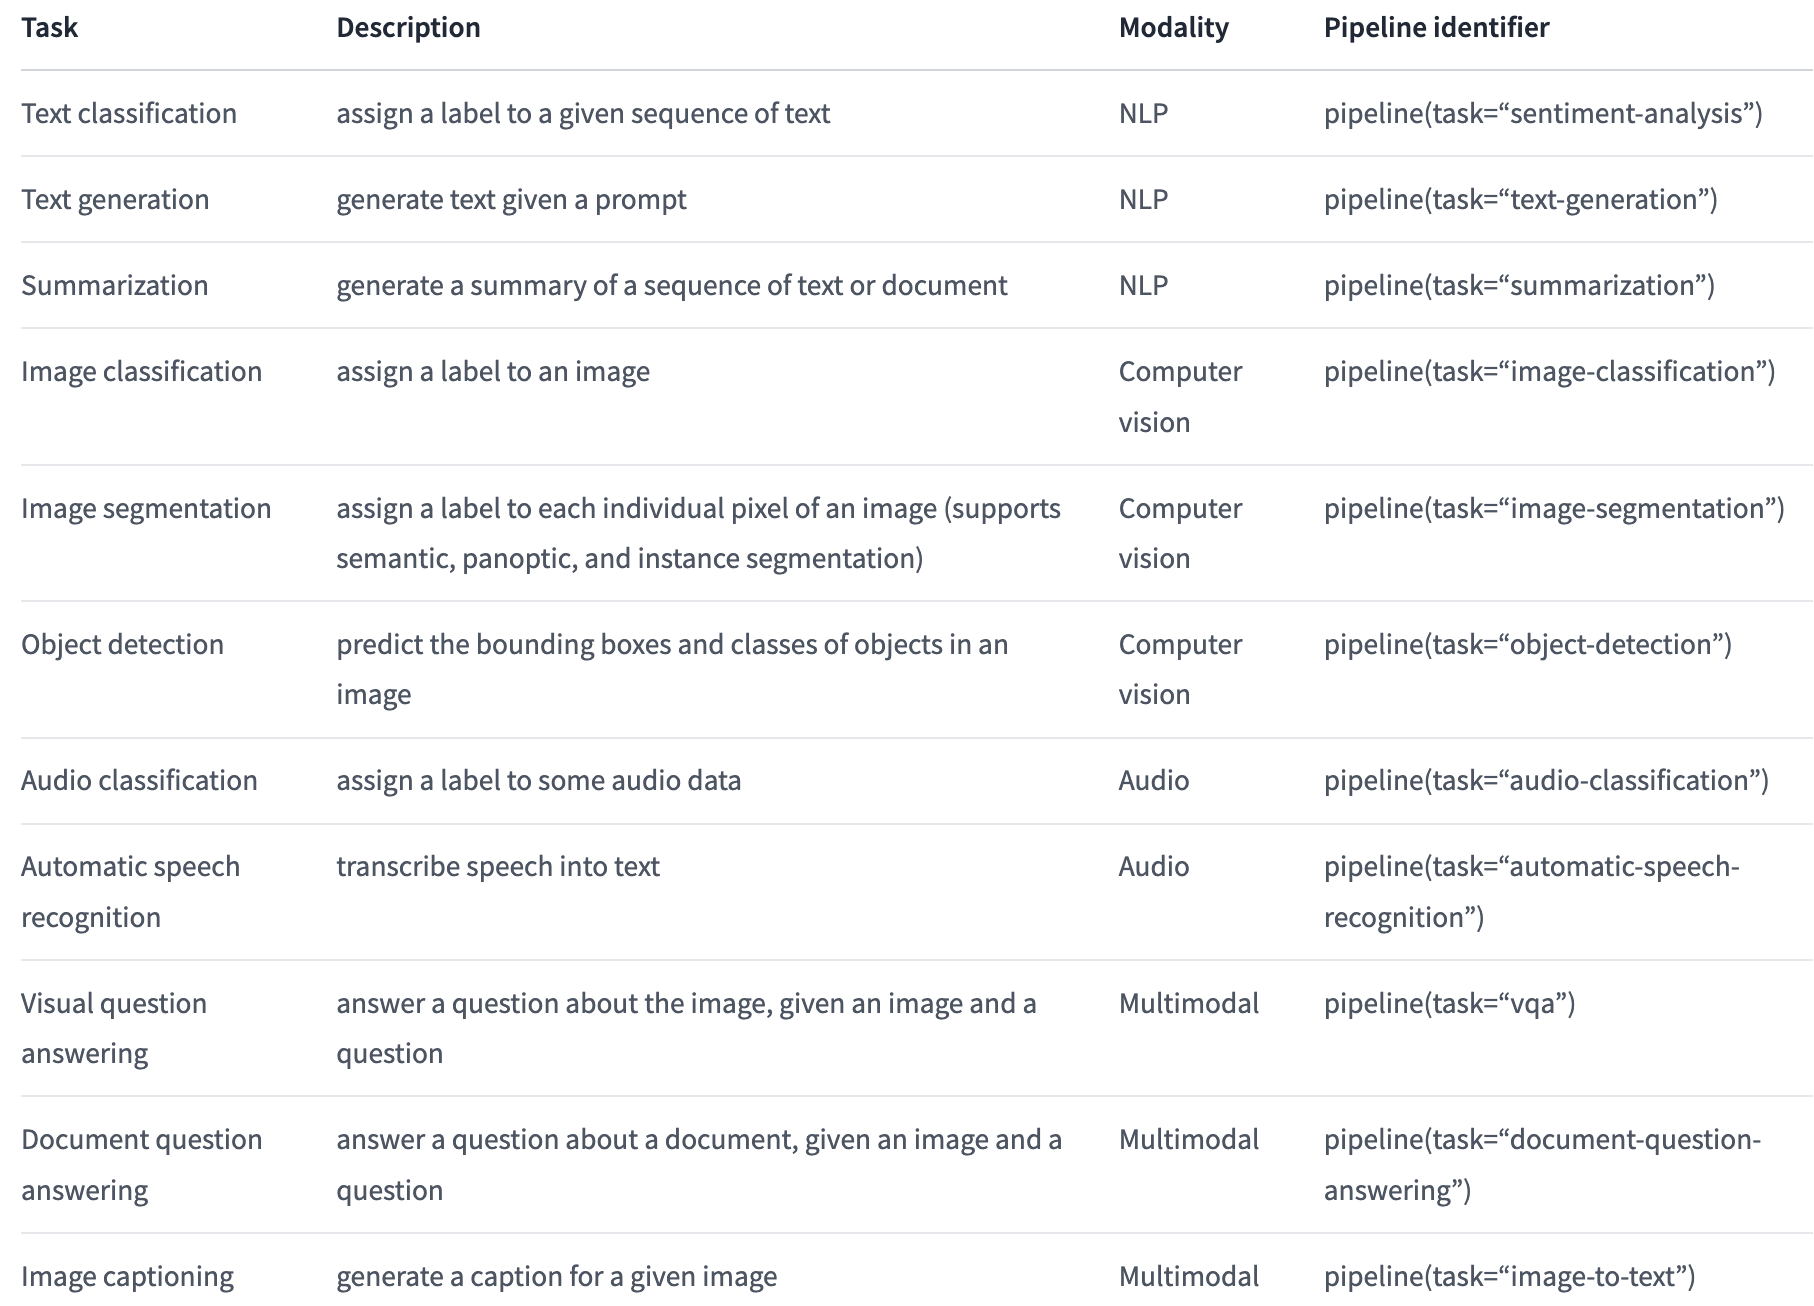 Task Description Modality Pipeline identifier
Text classification assign a label to a given sequence of text NLP pipeline(task=“sentiment-analysis”)
Text generation generate text given a prompt NLP pipeline(task=“text-generation”)
Summarization generate a summary of a sequence of text or document NLP pipeline(task=“summarization”)
Image classification assign a label to an image Computer pipeline(task=“image-classification”)
vision
Image segmentation assign a label to each individual pixel of an image (supports Computer pipeline(task=“image-segmentation”)
semantic, panoptic, and instance segmentation) vision
Object detection predict the bounding boxes and classes of objects in an Computer pipeline(task=“object-detection”)
image vision
Audio classification assign a label to some audio data Audio pipeline(task=“audio-classification”)
Automatic speech transcribe speech into text Audio pipeline(task=“automatic-speech-
recognition recognition”)
Visual question answer a question about the image, given an image and a Multimodal pipeline(task=“vqa”)
answering question
Document question answer a question about a document, given an image and a Multimodal pipeline(task=“document-question-
answering question answering”)
Image captioning generate a caption for a given image Multimodal pipeline(task=“image-to-text”)